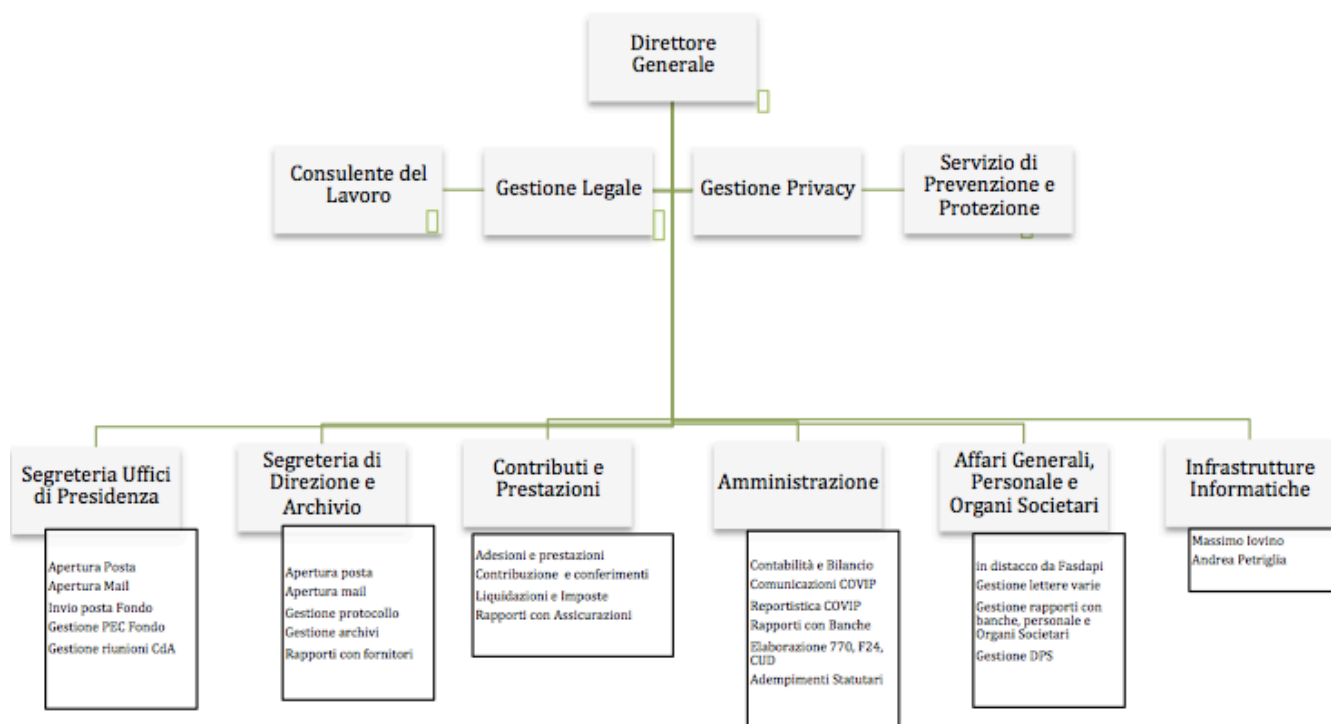 Direttore
Generale
Consulente del
Lavoro
Gestione Legale
Gestione Privacy
Servizio di
Prevenzione e
Protezione
Segreteria Uffici
di Presidenza
Apertura Posta
Apertura Mail
Invio posta Fondo
Gestione PEC Fondo
Gestione riunioni CdA
Segreteria di
Direzione e
Archivio
Apertura posta
Apertura mail
Gestione protocollo
Gestione archivi
Rapporti con fornitori
Contributi e
Prestazioni
Adesioni e prestazioni
Contribuzione e conferimenti
Liquidazioni e Imposte
Rapporti con Assicurazioni
Amministrazione
Contabilità e Bilancio
Comunicazioni COVIP
Reportistica COVIP
Rapporti con Banche
Elaborazione 770, F24,
CUD
Adempimenti Statutari
Affari Generali,
Personale e
Organi Societari
in distacco da Fasdapi
Gestione lettere varie
Gestione rapporti con
banche, personale e
Organi Societari
Gestione DPS
Infrastrutture
Informatiche
Massimo Iovino
Andrea Petriglia